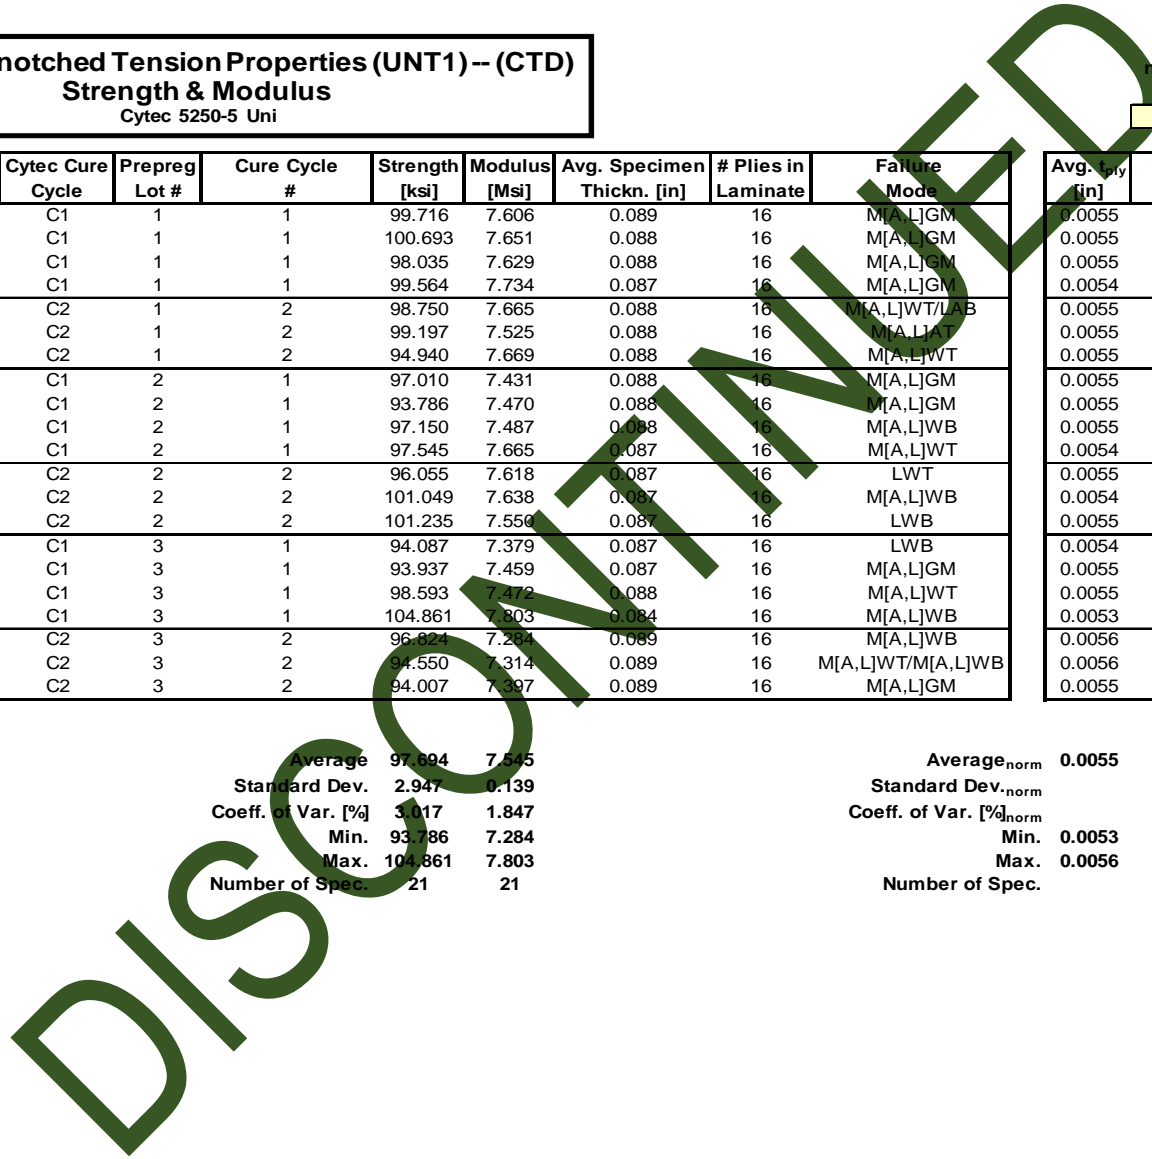 notched Tension Properties (UNT1) -- (CTD)
Strength & Modulus
Cytec 5250-5 Uni
Cytec Cure Prepreg Cure Cycle Strength Modulus Avg. Specimen # Plies in Failure Avg. tply
Cycle Lot # # [ksi] [Msi] Thickn. [in] Laminate Mode [in]
C1 1 1 99.716 7.606 0.089 16 M[A,L]GM 0.0055
C1 1 1 100.693 7.651 0.088 16 M[A,L]GM 0.0055
C1 1 1 98.035 7.629 0.088 16 M[A,L]GM 0.0055
C1 1 1 99.564 7.734 0.087 16 M[A,L]GM 0.0054
C2 1 2 98.750 7.665 0.088 16 M[A,L]WT/LAB 0.0055
C2 1 2 99.197 7.525 0.088 16 M[A,L]AT 0.0055
C2 1 2 94.940 7.669 0.088 16 M[A,L]WT 0.0055
C1 2 1 97.010 7.431 0.088 16 M[A,L]GM 0.0055
C1 2 1 93.786 7.470 0.088 16 M[A,L]GM 0.0055
C1 2 1 97.150 7.487 0.088 16 M[A,L]WB 0.0055
C1 2 1 97.545 7.665 0.087 16 M[A,L]WT 0.0054
C2 2 2 96.055 7.618 0.087 16 LWT 0.0055
C2 2 2 101.049 7.638 0.087 16 M[A,L]WB 0.0054
C2 2 2 101.235 7.550 0.087 16 LWB 0.0055
C1 3 1 94.087 7.379 0.087 16 LWB 0.0054
C1 3 1 93.937 7.459 0.087 16 M[A,L]GM 0.0055
C1 3 1 98.593 7.472 0.088 16 M[A,L]WT 0.0055
C1 3 1 104.861 7.803 0.084 16 M[A,L]WB 0.0053
C2 3 2 96.824 7.284 0.089 16 M[A,L]WB 0.0056
C2 3 2 94.550 7.314 0.089 16 M[A,L]WT/M[A,L]WB 0.0056
C2 3 2 94.007 7.397 0.089 16 M[A,L]GM 0.0055
Average 97.694 7.545 Averagenorm 0.0055
Standard Dev. 2.947 0.139 Standard Dev.norm
Coeff. of Var. [%] 3.017 1.847 Coeff. of Var. [%]norm
Min. 93.786 7.284 Min. 0.0053
Max. 104.861 7.803 Max. 0.0056
Number of Spec. 21 21 Number of Spec.
DISCONTINUED